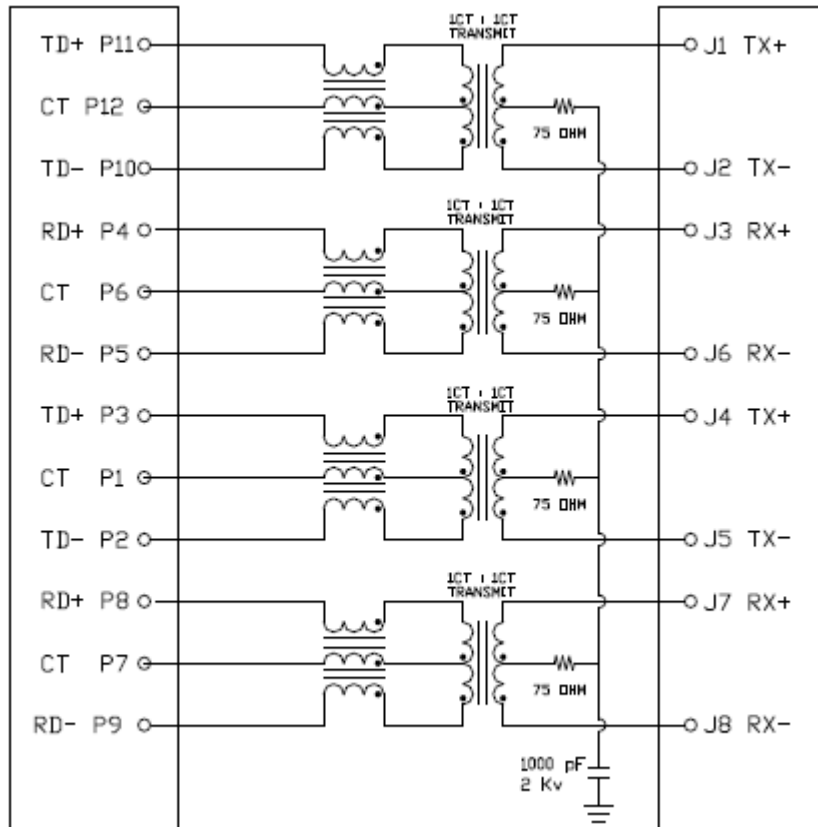 1CT : 1CT
TRANSMIT
TD+ P11
J1 TX+
CT P12
75 OHM
TD- P10
J2 TX-
1CT : 1CT
TRANSMIT
RD+ P4
J3 RX+
CT P6
75 OHM
RD- P5
J6 RX-
1CT : 1CT
TRANSMIT
TD+ P3
J4 TX+
CT P1
75 OHM
TD- P2
J5 TX-
1CT : 1CT
TRANSMIT
RD+ P8
J7 RX+
CT P7
75 OHM
RD- P9
J8 RX-
1000 pF
2 Kv